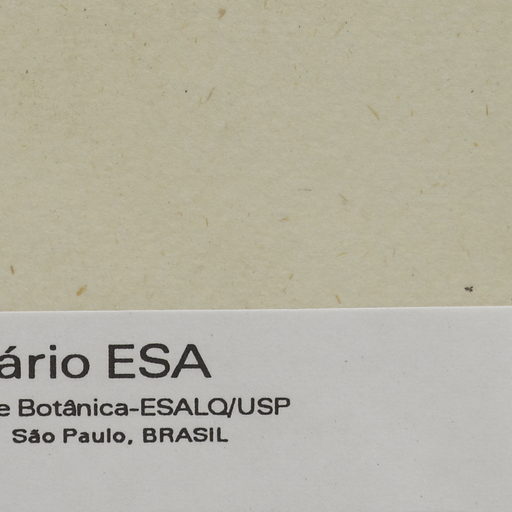 ário ESA
e Botânica-ESALQ/USP
São Paulo, BRASIL